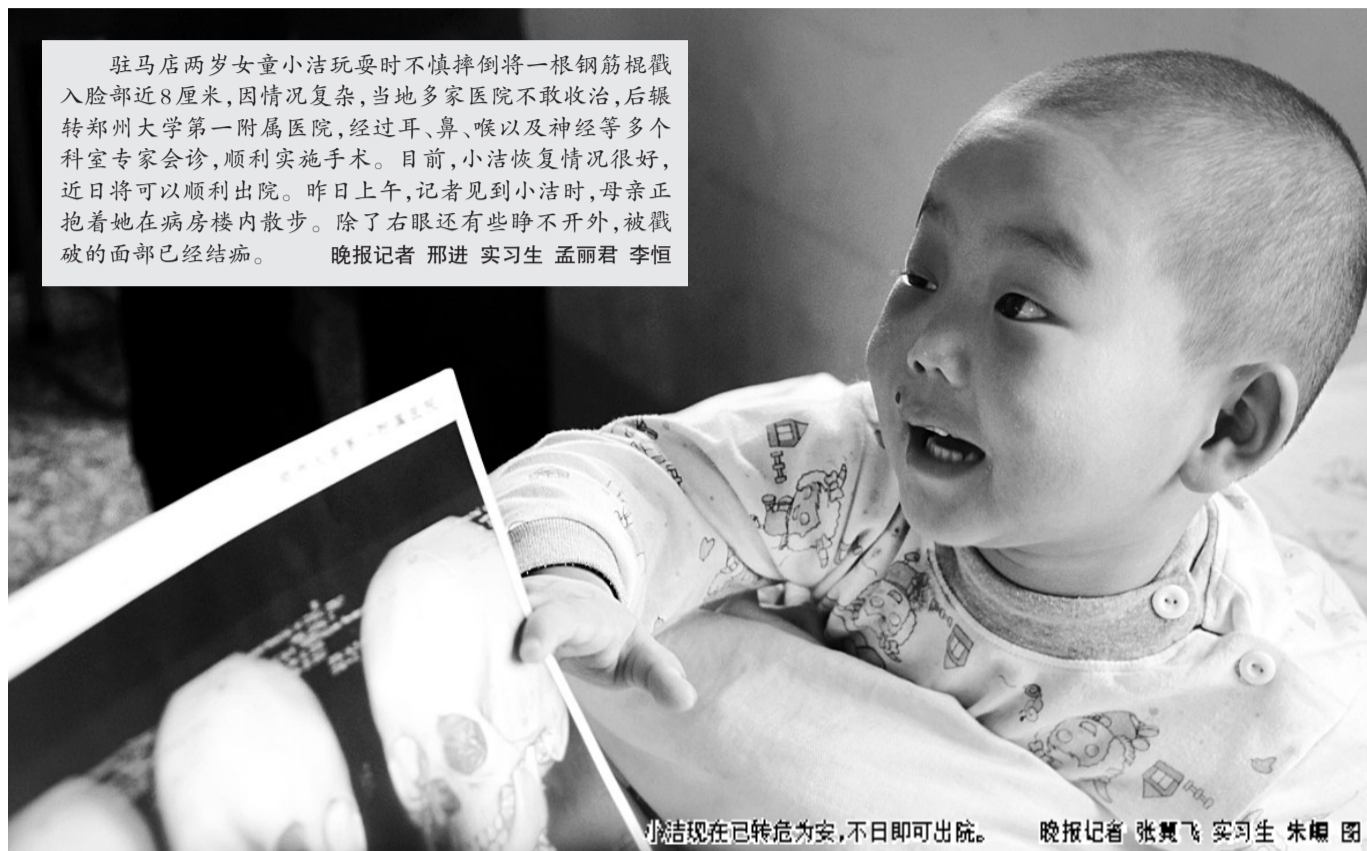 驻马店两岁女童小洁玩耍时不慎摔倒将一根钢筋棍戳
入脸部近8厘米,因情况复杂,当地多家医院不敢收治,后辗
转郑州大学第一附属医院,经过耳、鼻、喉以及神经等多个
科室专家会诊,顺利实施手术。目前,小洁恢复情况很好,
近日将可以顺利出院。昨日上午,记者见到小洁时,母亲正
抱着她在病房楼内散步。除了右眼还有些睁不开外,被戳
破的面部已经结痂。 晚报记者 邢进 实习生 孟丽君 李恒
小洁现在已转危为安,不日即可出院。 晚报记者 张翼飞 实习生 朱 图